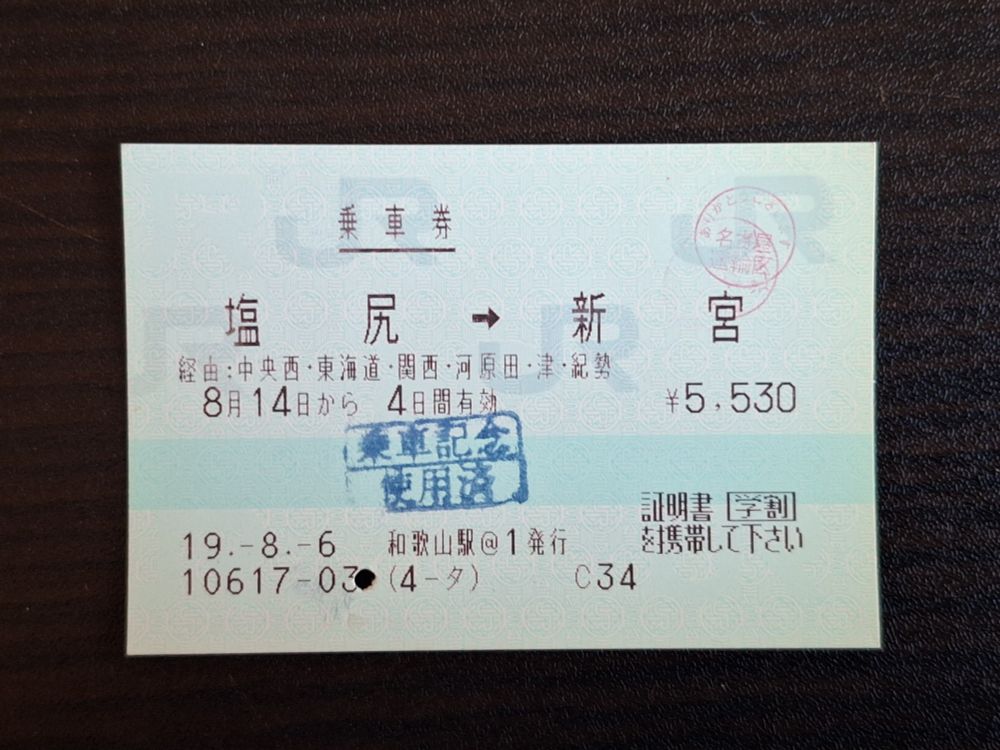 乗車券
塩尻 → 新宮
経由:中央西・東海道・関西・河原田・津・紀勢
8月14日から 4日間有効 ¥5,530
乗車記念
使用済
証明書 学割
を携帯して下さい
19.-8.-6 和歌山駅@1発行
10617-03 (4-タ) C34
JR
JR
JR